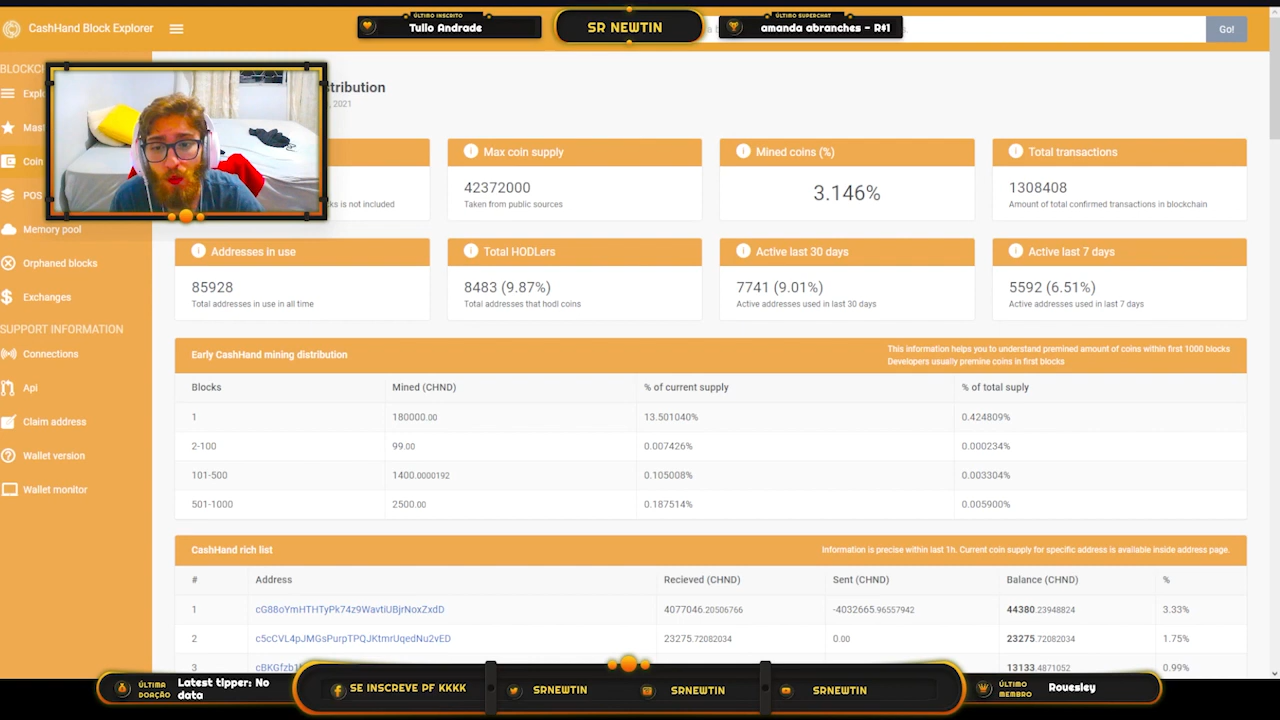 CashHand Block Explorer
ÚLTIMO INSCRITO
Tulio Andrade
SR NEWTIN
ÚLTIMO SUPERCHAT
amanda abranches - R$1
Go!
BLOCKC
Explo
Mast
Coin
POS
Memory pool
Orphaned blocks
Exchanges
SUPPORT INFORMATION
Connections
Api
Claim address
Wallet version
Wallet monitor
stribution
, 2021
ks is not included
Max coin supply
42372000
Taken from public sources
Mined coins (%)
3.146%
Total transactions
1308408
Amount of total confirmed transactions in blockchain
Addresses in use
85928
Total addresses in use in all time
Total HODLers
8483 (9.87%)
Total addresses that hodl coins
Active last 30 days
7741 (9.01%)
Active addresses used in last 30 days
Active last 7 days
5592 (6.51%)
Active addresses used in last 7 days
Early CashHand mining distribution
This information helps you to understand premined amount of coins within first 1000 blocks
Developers usually premine coins in first blocks
Blocks Mined (CHND) % of current supply % of total suply
1 180000.00 13.501040% 0.424809%
2-100 99.00 0.007426% 0.000234%
101-500 1400.0000192 0.105008% 0.003304%
501-1000 2500.00 0.187514% 0.005900%
CashHand rich list
Information is precise within last 1h. Current coin supply for specific address is available inside address page.
# Address Recieved (CHND) Sent (CHND) Balance (CHND) %
1 cG88oYmHTHTyPk74z9WavtiUBjrNoxZxdD 4077046.20506766 -4032665.96557942 44380.23948824 3.33%
2 c5cCVL4pJMGsPurpTPQJKtmrUqedNu2vED 23275.72082034 0.00 23275.72082034 1.75%
3 cBKGfzb1 13133.4871052 0.99%
ÚLTIMA DOAÇÃO
Latest tipper: No
data
SE INSCREVE PF KKKK
SRNEWTIN
SRNEWTIN
SRNEWTIN
ÚLTIMO MEMBRO
Rouesley